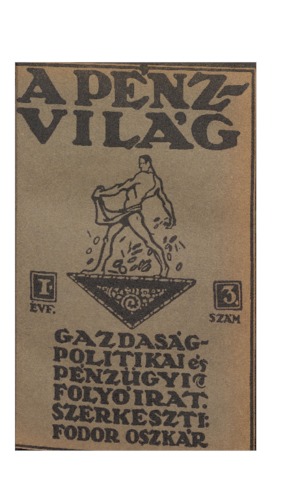 A PÉNZ-
VILÁG
I
ÉVF.
3
SZÁM
GAZDASÁG-
POLITIKAI és
PÉNZÜGYI
FOLYÓIRAT:
SZERKESZTI:
FODOR OSZKÁR